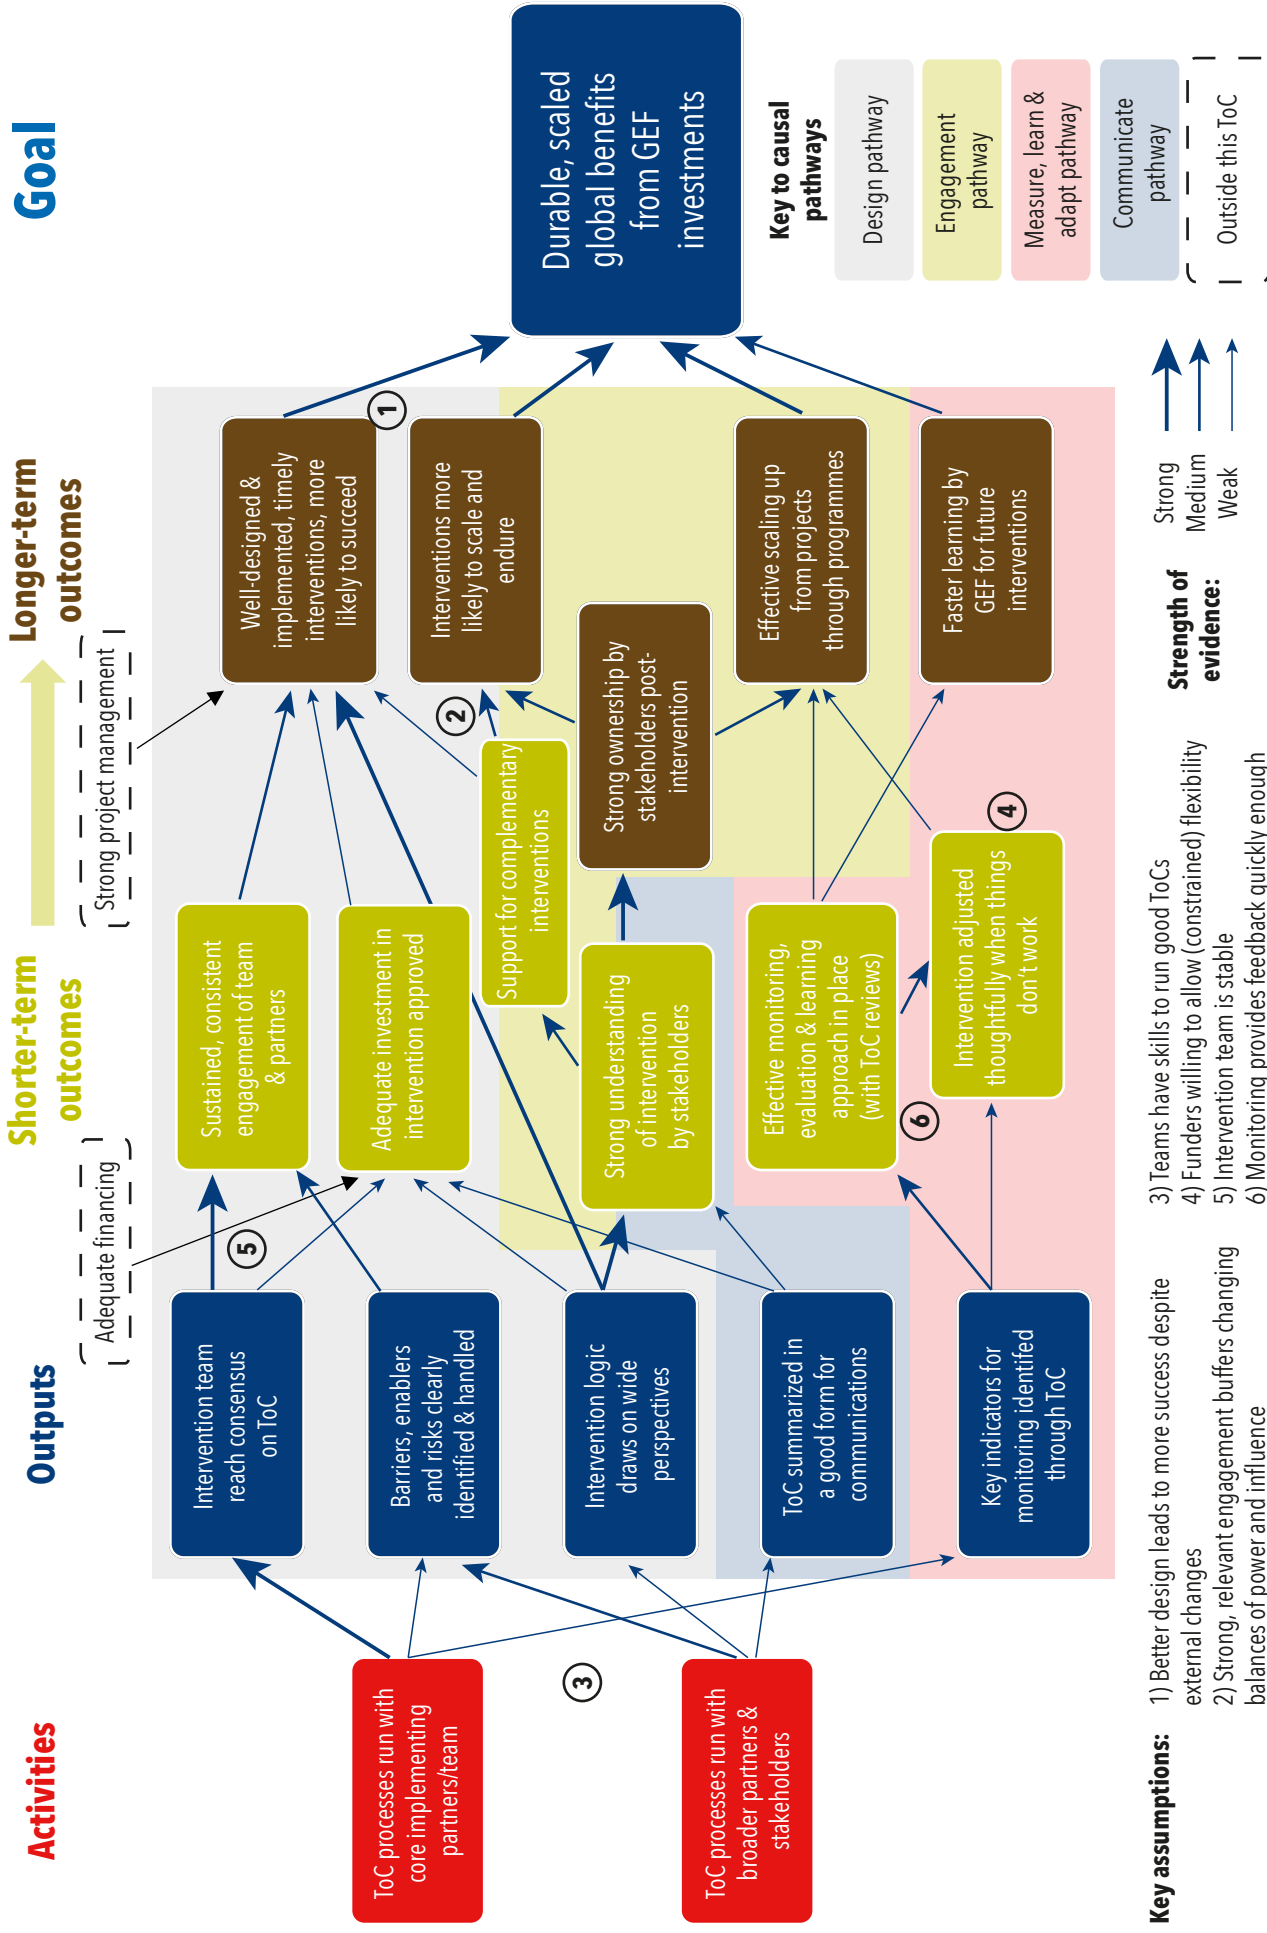 Activities
Outputs
Shorter-term
outcomes
Longer-term
outcomes
Goal
Adequate financing
Strong project management
ToC processes run with
core implementing
partners/team
ToC processes run with
broader partners &
stakeholders
3
Intervention team
reach consensus
on ToC
Barriers, enablers
and risks clearly
identified & handled
Intervention logic
draws on wide
perspectives
ToC summarized in
a good form for
communications
Key indicators for
monitoring identifed
through ToC
5
Sustained, consistent
engagement of team
& partners
Adequate investment in
intervention approved
Support for complementary
interventions
Strong understanding
of intervention
by stakeholders
Effective monitoring,
evaluation & learning
approach in place
(with ToC reviews)
6
Intervention adjusted
thoughtfully when things
don't work
4
2
Well-designed &
implemented, timely
interventions, more
likely to succeed
1
Interventions more
likely to scale and
endure
Strong ownership by
stakeholders post-
intervention
Effective scaling up
from projects
through programmes
Faster learning by
GEF for future
interventions
Durable, scaled
global benefits
from GEF
investments
Key to causal
pathways
Design pathway
Engagement
pathway
Measure, learn &
adapt pathway
Communicate
pathway
Outside this ToC
Key assumptions:
1) Better design leads to more success despite
external changes
2) Strong, relevant engagement buffers changing
balances of power and influence
3) Teams have skills to run good ToCs
4) Funders willing to allow (constrained) flexibility
5) Intervention team is stable
6) Monitoring provides feedback quickly enough
Strength of
evidence:
Strong
Medium
Weak